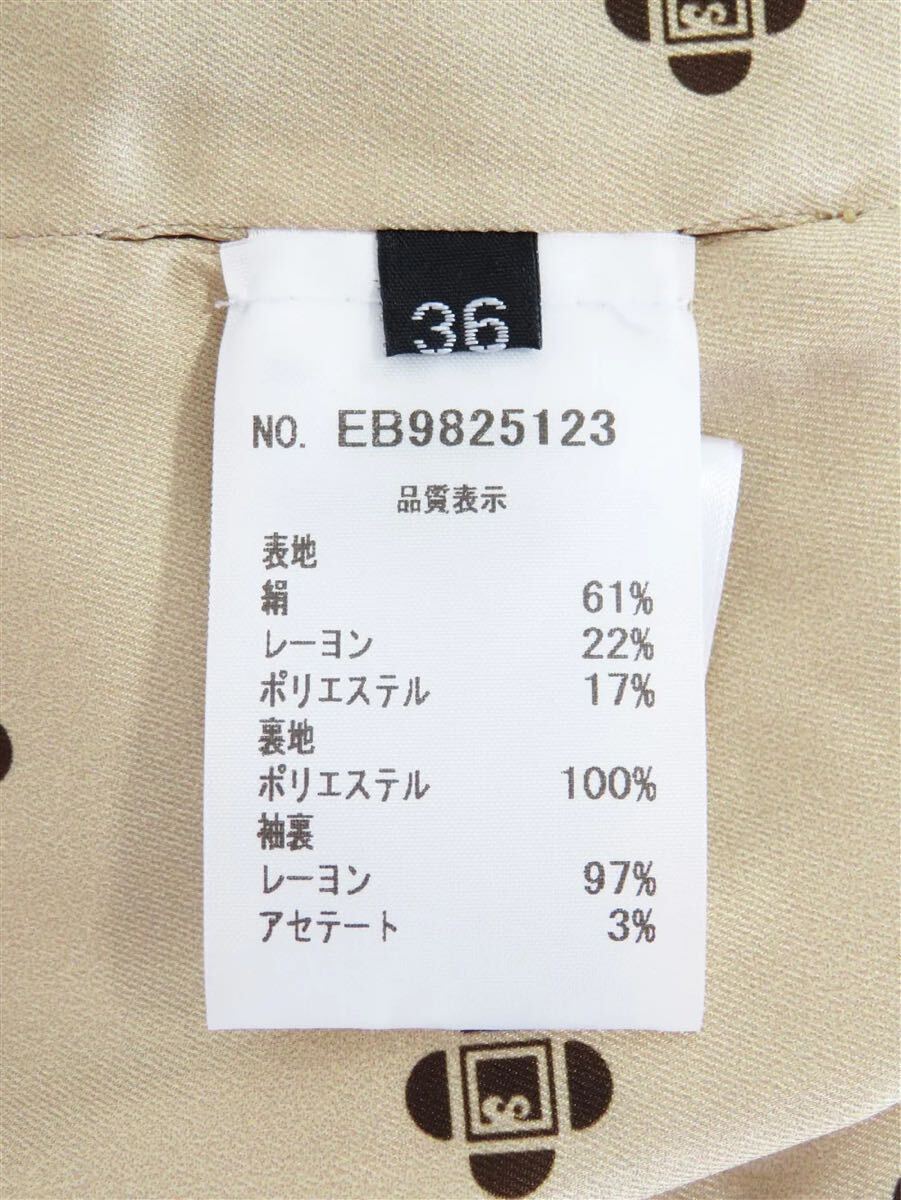 36
NO. EB9825123
品質表示
表地
絹 61%
レーヨン 22%
ポリエステル 17%
裏地
ポリエステル 100%
袖裏
レーヨン 97%
アセテート 3%